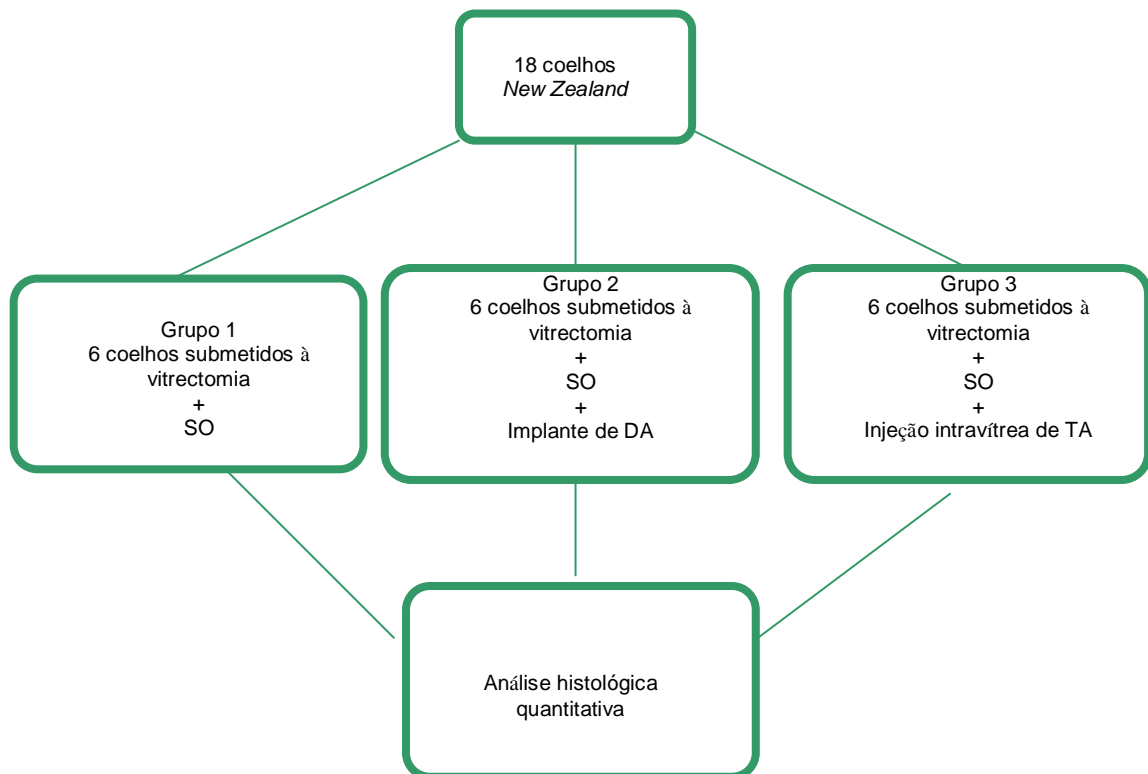 18 coelhos
New Zealand
Grupo 1
6 coelhos submetidos à
vitrectomia
+
SO
Grupo 2
6 coelhos submetidos à
vitrectomia
+
SO
+
Implante de DA
Grupo 3
6 coelhos submetidos à
vitrectomia
+
SO
+
Injeção intravítrea de TA
Análise histológica
quantitativa